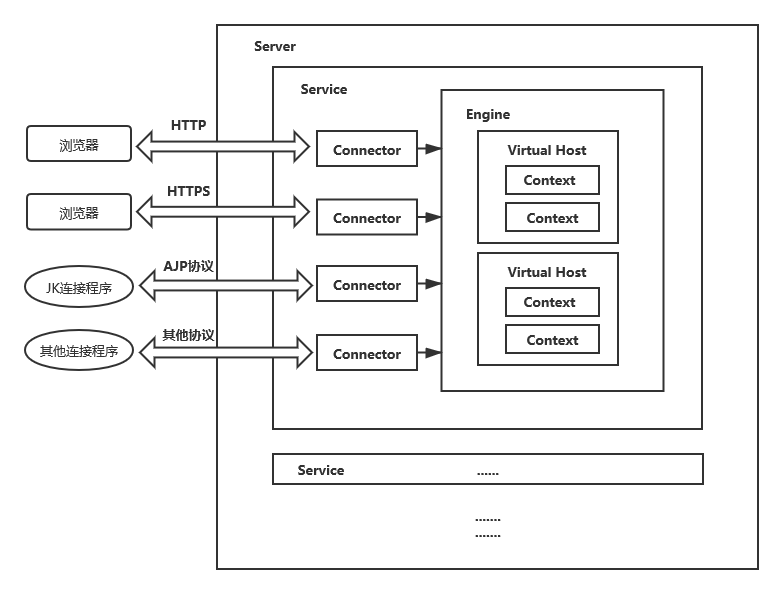 Server
Service
Engine
HTTP
浏览器
Connector
Virtual Host
Context
Context
HTTPS
浏览器
Connector
AJP协议
JK连接程序
Connector
Virtual Host
Context
Context
其他协议
其他连接程序
Connector
Service ......
.......
.......